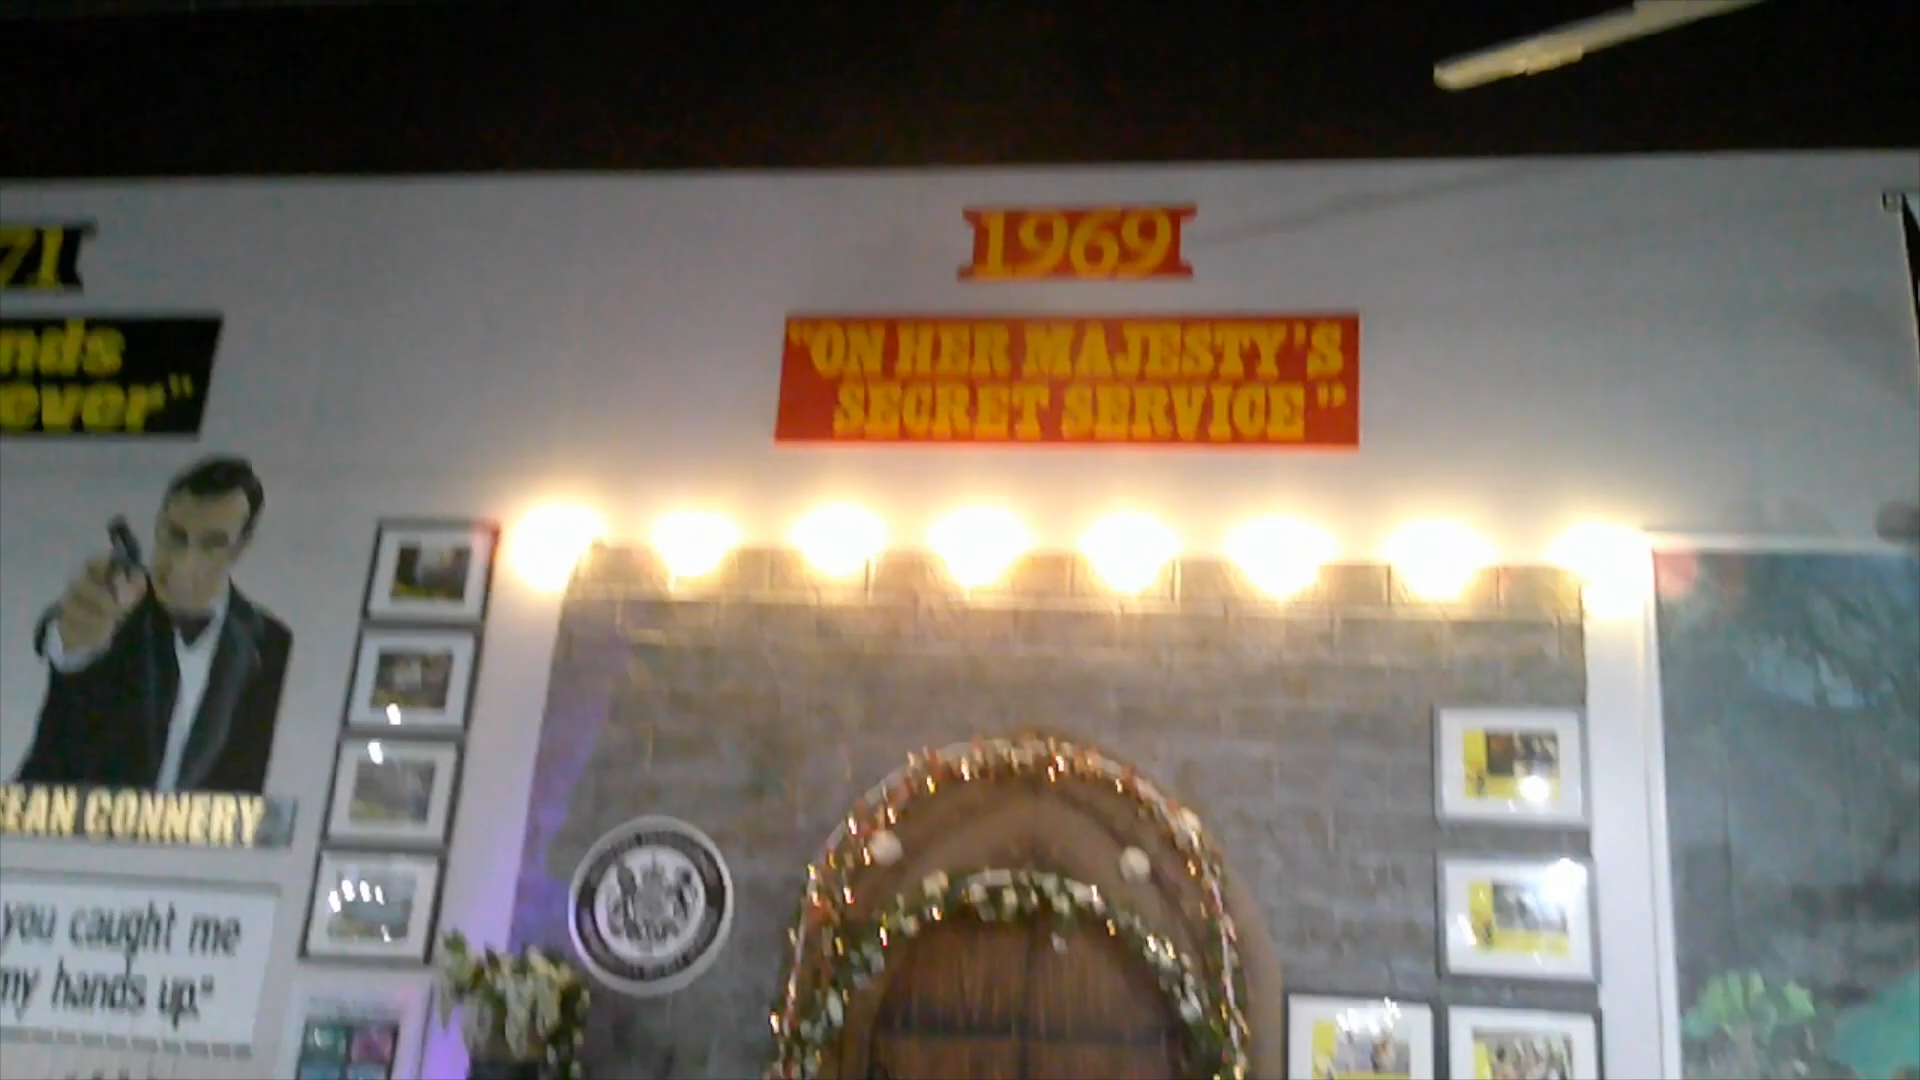 71
nds
ever"
EAN CONNERY
you caught me
my hands up."
1969
"ON HER MAJESTY'S
SECRET SERVICE"